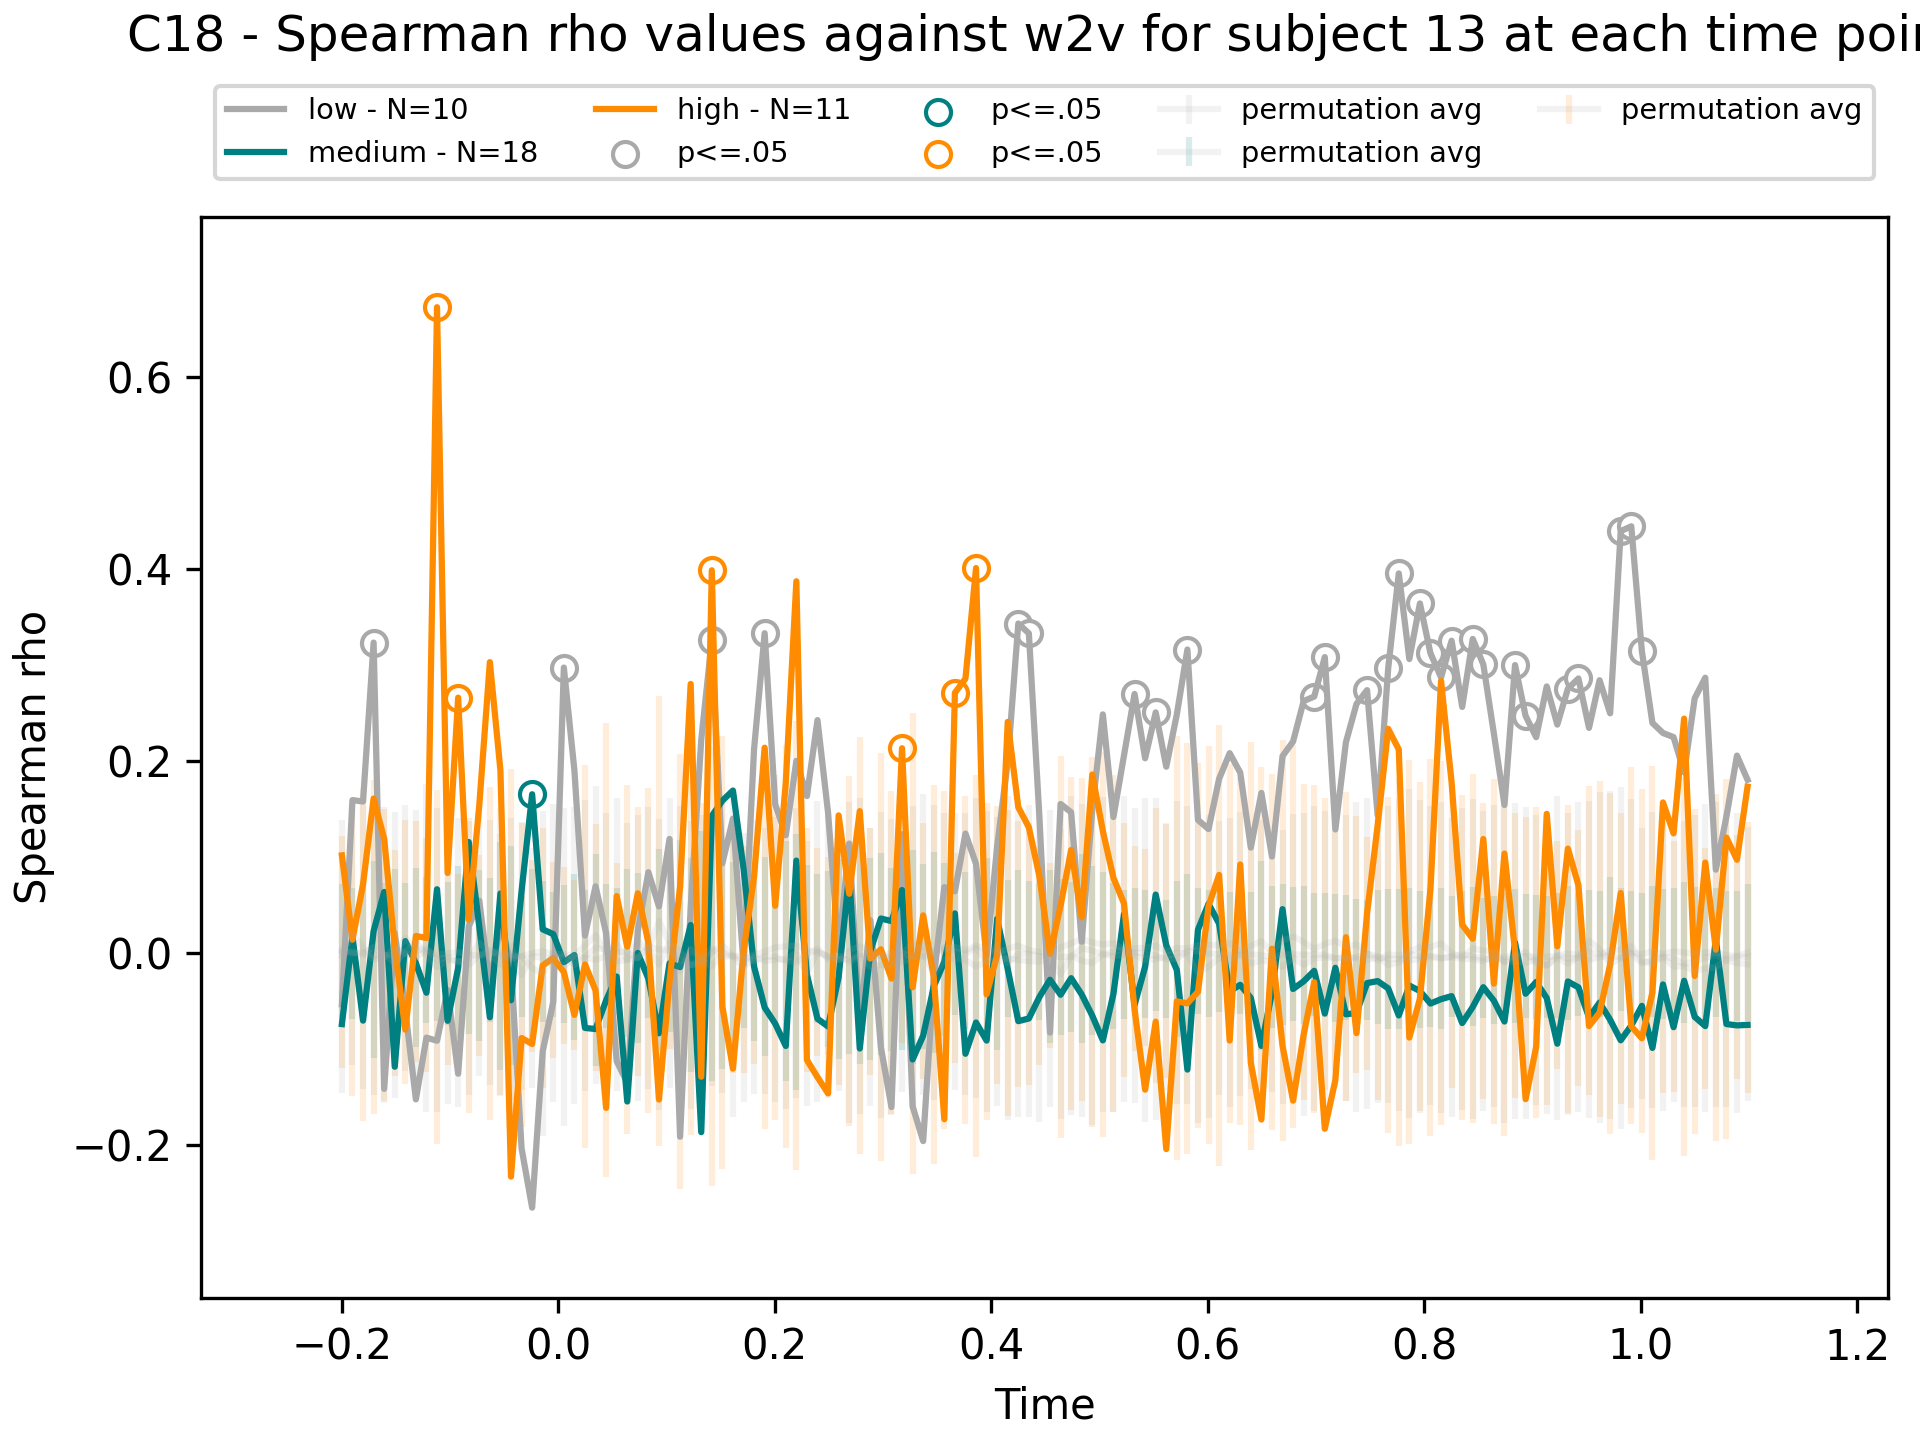 C18 - Spearman rho values against w2v for subject 13 at each time poi
low - N=10
medium - N=18
high - N=11
p<=.05
p<=.05
p<=.05
permutation avg
permutation avg
permutation avg
Spearman rho
0.6
0.4
0.2
0.0
−0.2
−0.2
0.0
0.2
0.4
0.6
0.8
1.0
1.2
Time